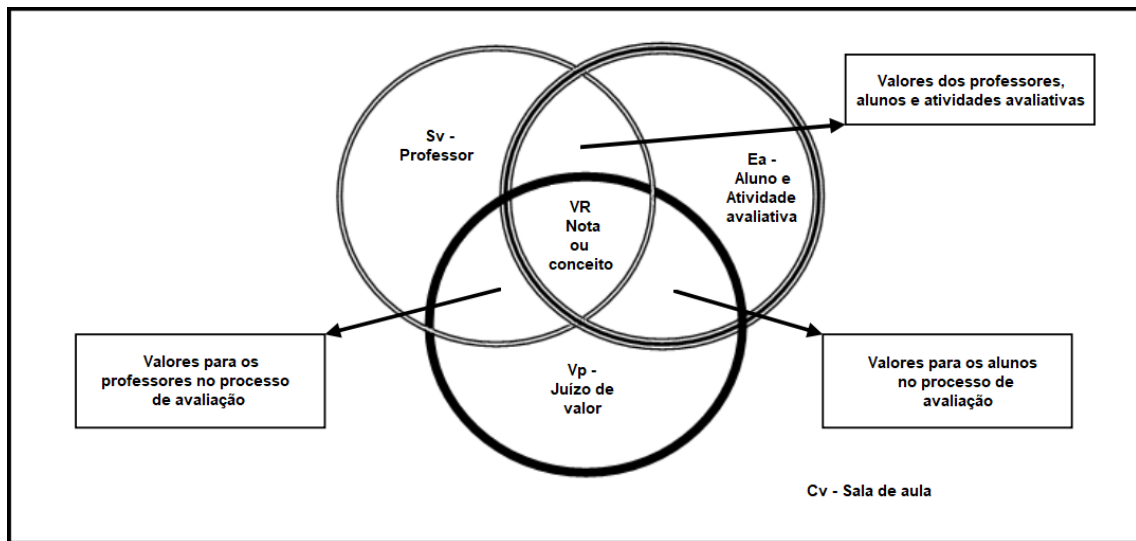 Valores dos professores,
alunos e atividades avaliativas
Sv -
Professor
Ea -
Aluno e
Atividade
avaliativa
VR
Nota
ou
conceito
Valores para os
professores no processo
de avaliação
Vp -
Juízo de
valor
Valores para os alunos
no processo de
avaliação
Cv - Sala de aula